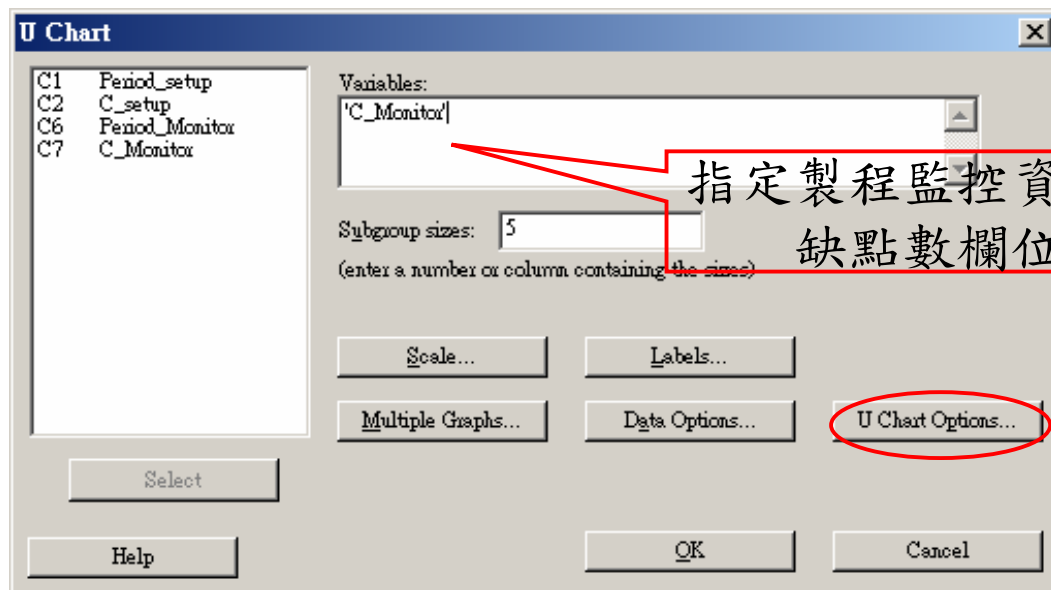 U Chart
C1 Period_setup
C2 C_setup
C6 Period_Monitor
C7 C_Monitor
Variables:
'C_Monitor'
指定製程監控資
缺點數欄位
Subgroup sizes: 5
(enter a number or column containing the sizes)
Scale... Labels...
Multiple Graphs... Data Options... U Chart Options...
Select
Help OK Cancel